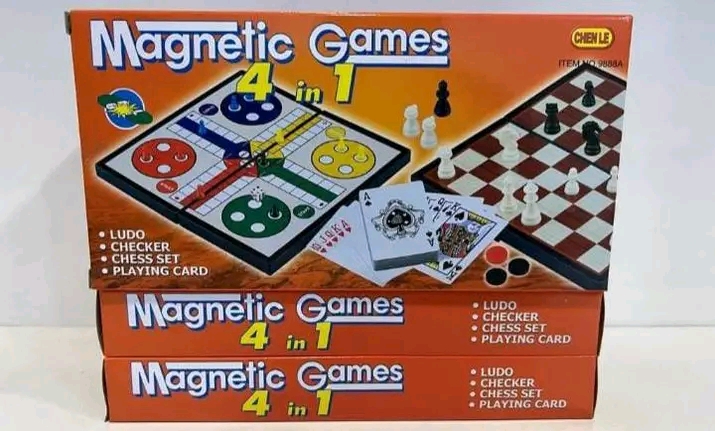 Magnetic Games
4 in 1
CHEN LE
ITEM NO.9888A
• LUDO
• CHECKER
• CHESS SET
• PLAYING CARD
Magnetic Games
4 in 1
• LUDO
• CHECKER
• CHESS SET
• PLAYING CARD
Magnetic Games
4 in 1
• LUDO
• CHECKER
• CHESS SET
• PLAYING CARD